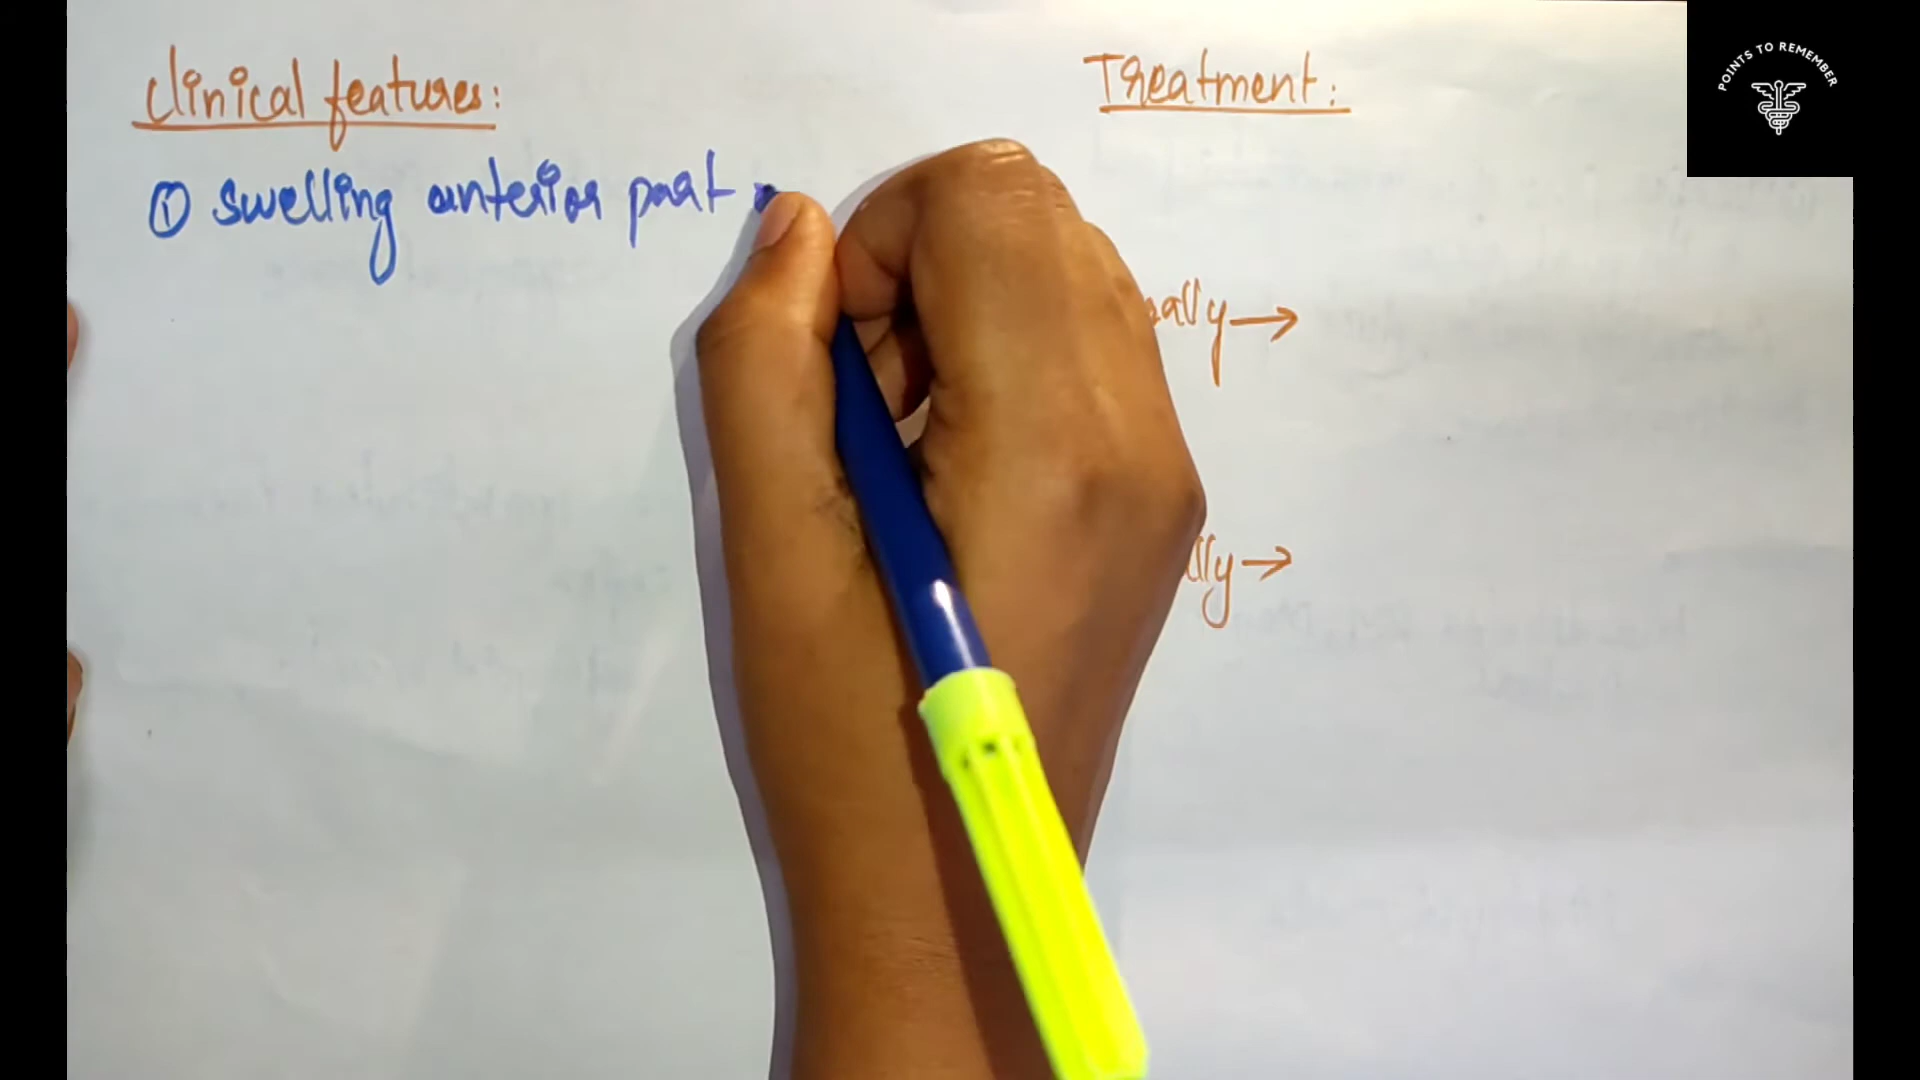 Clinical features:
① swelling anterior part
Treatment:
POINTS TO REMEMBER